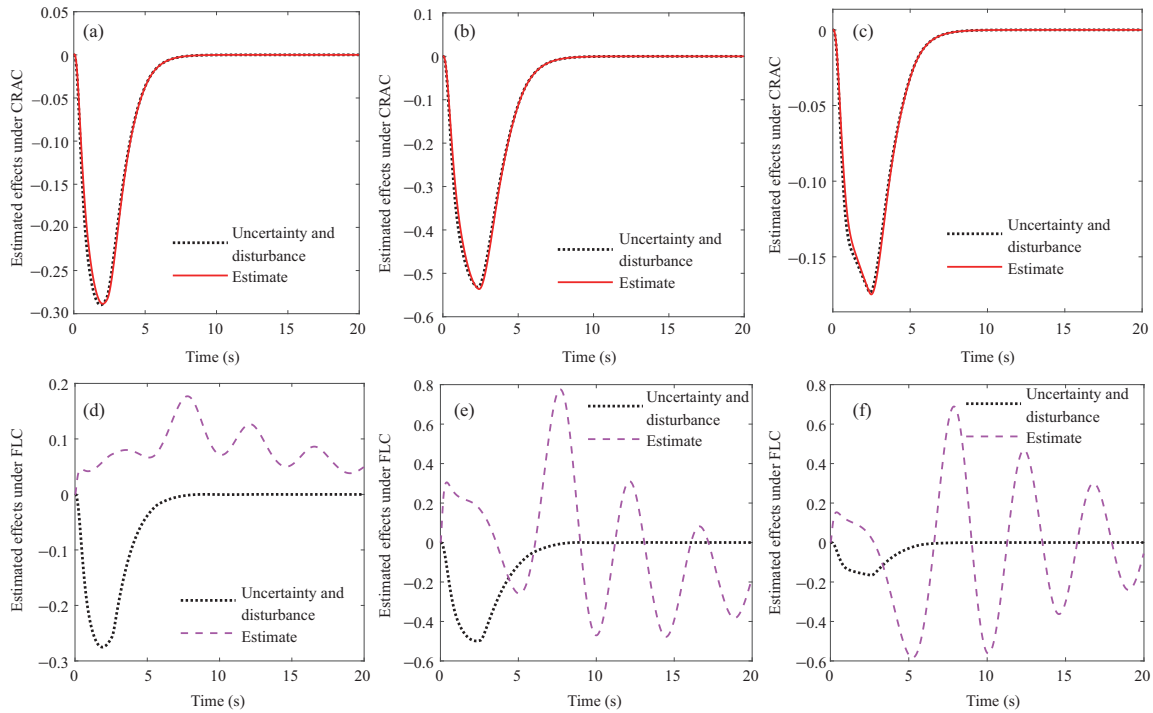 (a)
Estimated effects under CRAC
0.05
0
−0.05
−0.10
−0.15
−0.20
−0.25
−0.30
Uncertainty and
disturbance
Estimate
0 5 10 15 20
Time (s)
(b)
Estimated effects under CRAC
0.1
0
−0.1
−0.2
−0.3
−0.4
−0.5
−0.6
Uncertainty and
disturbance
Estimate
0 5 10 15 20
Time (s)
(c)
Estimated effects under CRAC
0
−0.05
−0.10
−0.15
Uncertainty and
disturbance
Estimate
0 5 10 15 20
Time (s)
(d)
Estimated effects under FLC
0.2
0.1
0
−0.1
−0.2
−0.3
Uncertainty and
disturbance
Estimate
0 5 10 15 20
Time (s)
(e)
Estimated effects under FLC
0.8
0.6
0.4
0.2
0
−0.2
−0.4
−0.6
Uncertainty and
disturbance
Estimate
0 5 10 15 20
Time (s)
(f)
Estimated effects under FLC
0.8
0.6
0.4
0.2
0
−0.2
−0.4
−0.6
Uncertainty and
disturbance
Estimate
0 5 10 15 20
Time (s)